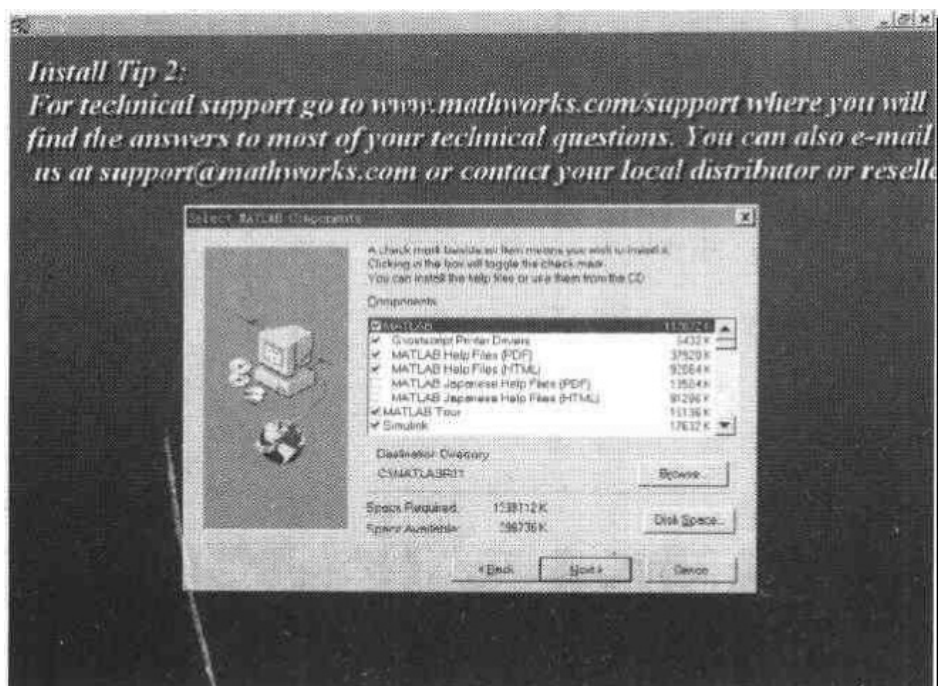 Install Tip 2:
For technical support go to www.mathworks.com/support where you will
find the answers to most of your technical questions. You can also e-mail
us at support@mathworks.com or contact your local distributor or reselle
Select MATLAB Components
A check mark beside an item means you wish to install it.
Clicking in the box will toggle the check mark.
You can install the help files or use them from the CD.
Components
MATLAB
Ghostscript Printer Drivers 5432 K
MATLAB Help Files (PDF)
MATLAB Help Files (HTML)
MATLAB Japanese Help Files (PDF)
MATLAB Japanese Help Files (HTML)
MATLAB Tour 15136 K
Simulink 17632 K
Destination Directory
Browse...
Space Required:
Space Available:
Disk Space...
< Back
Next >
Cancel